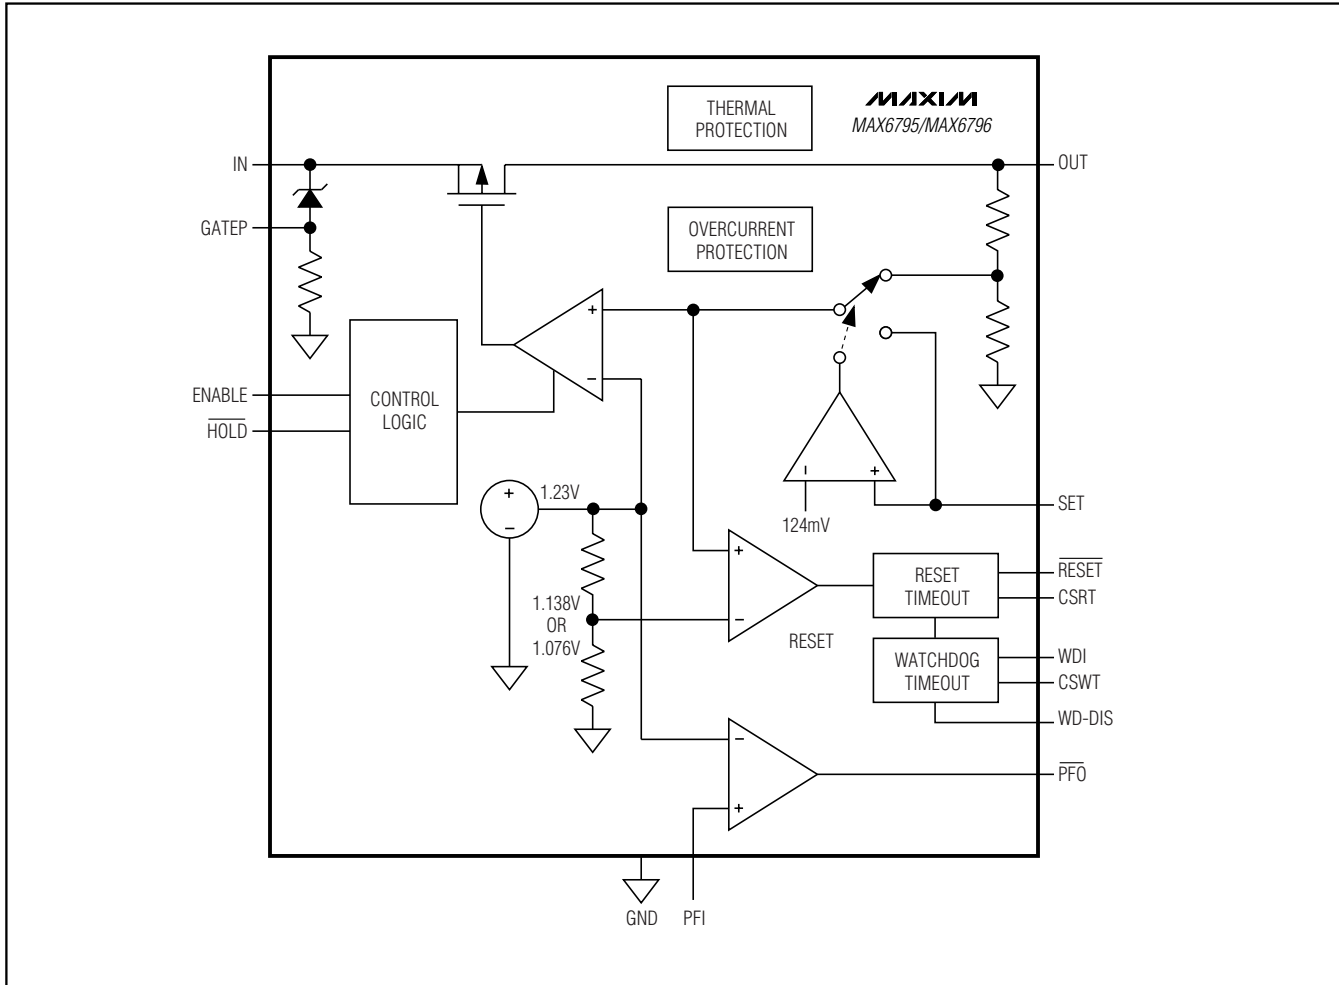 THERMAL
PROTECTION
MAXIM
MAX6795/MAX6796
IN
OUT
GATEP
OVERCURRENT
PROTECTION
+
−
ENABLE
HOLD
CONTROL
LOGIC
+
−
1.23V
−
+
124mV
SET
1.138V
OR
1.076V
+
−
RESET
RESET
TIMEOUT
RESET
CSRT
WATCHDOG
TIMEOUT
WDI
CSWT
WD-DIS
−
+
PFO
GND
PFI